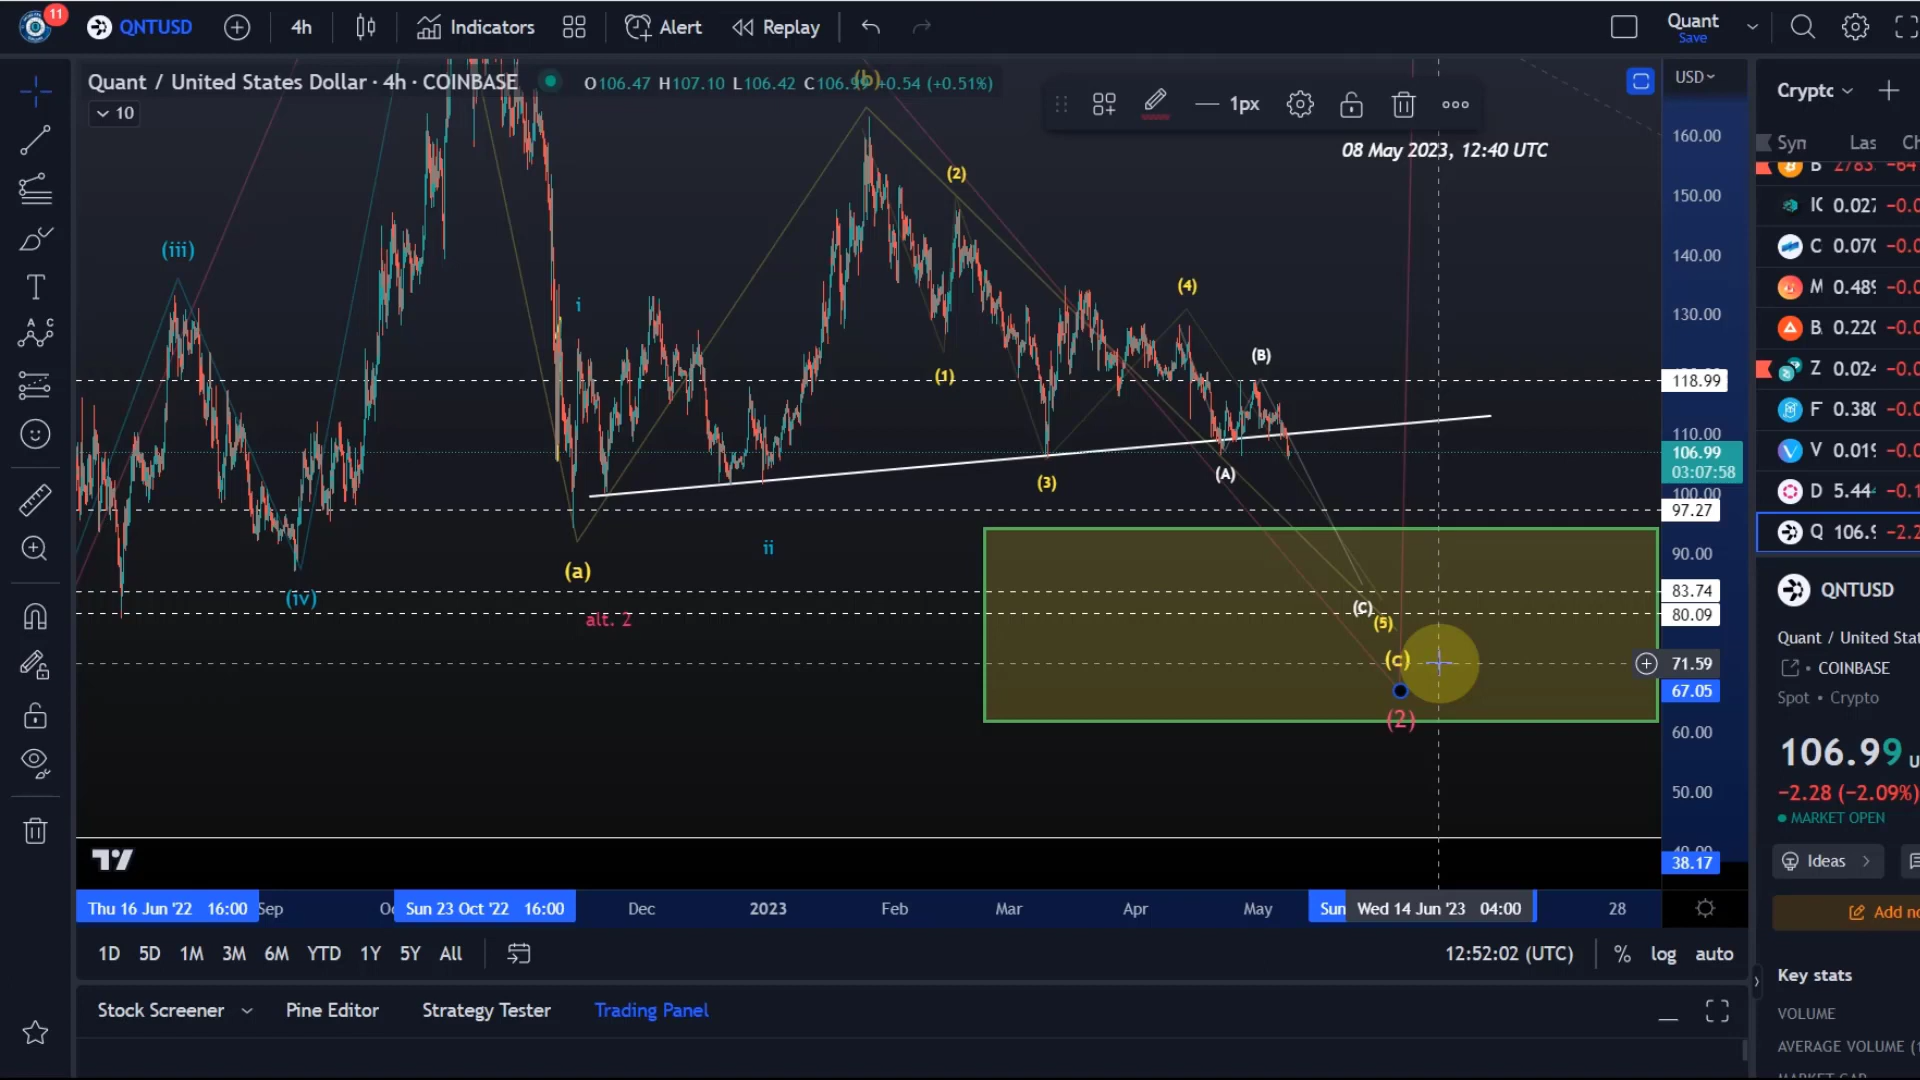 11
QNTUSD
4h
Indicators
Alert
Replay
Quant
Save
Quant / United States Dollar · 4h · COINBASE
O106.47 H107.10 L106.42 C106.99 +0.54 (+0.51%)
10
1px
08 May 2023, 12:40 UTC
USD
160.00
150.00
140.00
130.00
118.99
110.00
106.99
03:07:58
100.00
97.27
90.00
83.74
80.09
71.59
67.05
60.00
50.00
38.17
(b)
(2)
(iii)
i
(4)
(B)
(1)
(A)
(3)
ii
(a)
(iv)
alt. 2
(C)
(5)
(c)
(2)
Thu 16 Jun '22 16:00
Sep
Sun 23 Oct '22 16:00
Dec
2023
Feb
Mar
Apr
May
Sun
Wed 14 Jun '23 04:00
28
1D 5D 1M 3M 6M YTD 1Y 5Y All
12:52:02 (UTC)
% log auto
Stock Screener
Pine Editor
Strategy Tester
Trading Panel
Crypto
Syn Las Ch
B 2783 -64
IC 0.027 -0.0
C 0.070 -0.0
M 0.489 -0.0
B. 0.220 -0.0
Z 0.024 -0.0
F 0.380 -0.0
V 0.019 -0.0
D 5.44 -0.1
Q 106.9 -2.2
QNTUSD
Quant / United Stat
COINBASE
Spot • Crypto
106.99
−2.28 (−2.09%)
MARKET OPEN
Ideas
Add no
Key stats
VOLUME
AVERAGE VOLUME (1